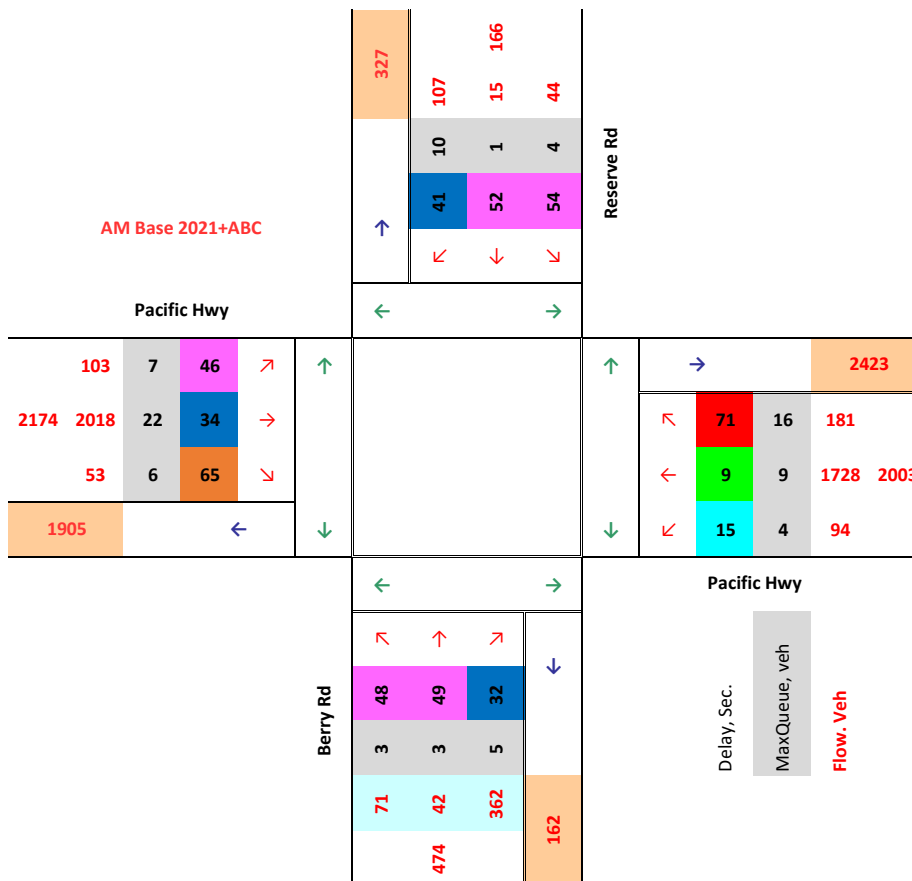 327
166
107 15 44
10 1 4
41 52 54
Reserve Rd
AM Base 2021+ABC
↑
↙ ↓ ↘
Pacific Hwy
← →
103 7 46 ↗ ↑
2174 2018 22 34 →
53 6 65 ↘
1905 ← ↓
↑ → 2423
↖ 71 16 181
← 9 9 1728 2003
↓ ↙ 15 4 94
← →
Pacific Hwy
↖ ↑ ↗
↓
Berry Rd
48 49 32
3 3 5
71 42 362
474
162
Delay, Sec.
MaxQueue, veh
Flow. Veh